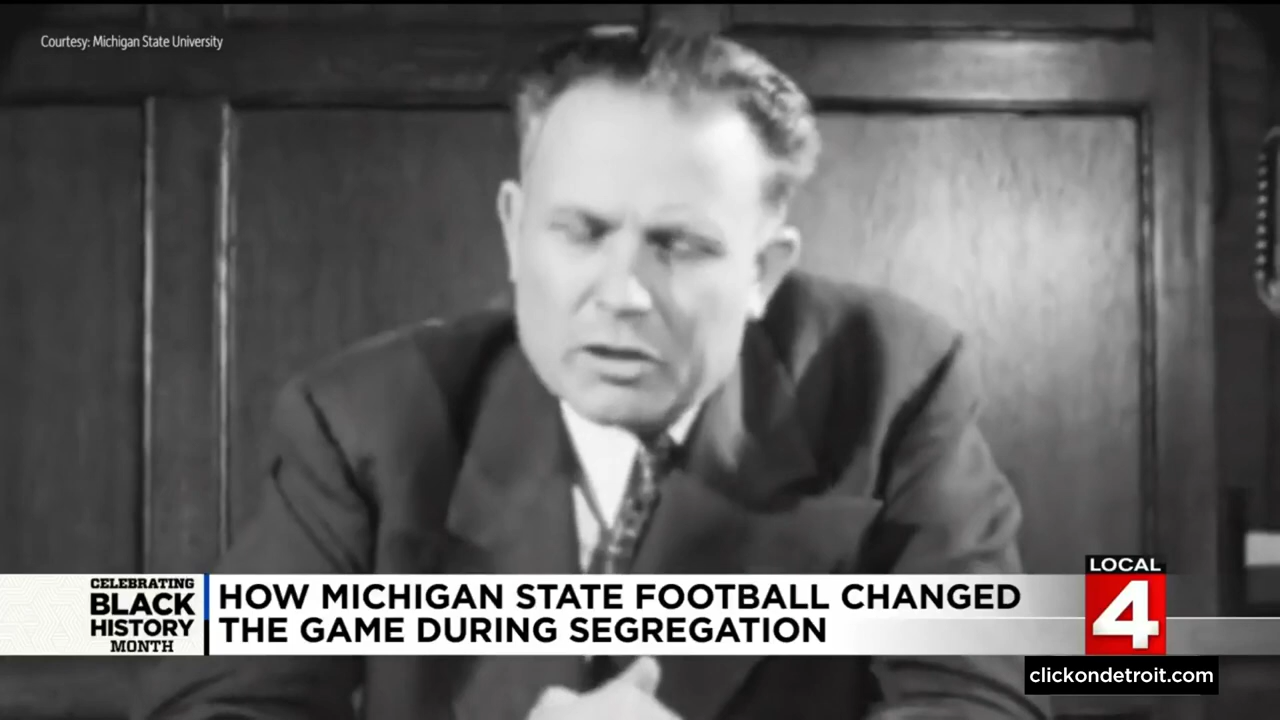 Courtesy: Michigan State University
CELEBRATING
BLACK
HISTORY
MONTH
HOW MICHIGAN STATE FOOTBALL CHANGED
THE GAME DURING SEGREGATION
LOCAL
4
clickondetroit.com